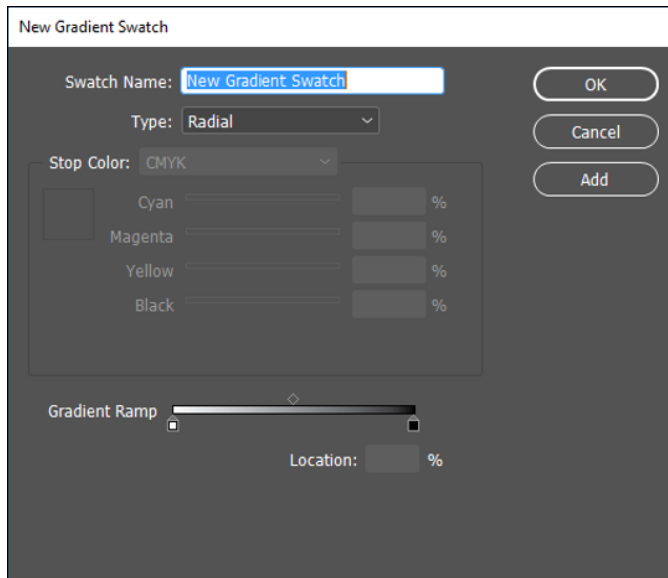 New Gradient Swatch
Swatch Name: New Gradient Swatch
OK
Type: Radial
Cancel
Stop Color: CMYK
Add
Cyan %
Magenta %
Yellow %
Black %
Gradient Ramp
Location: %